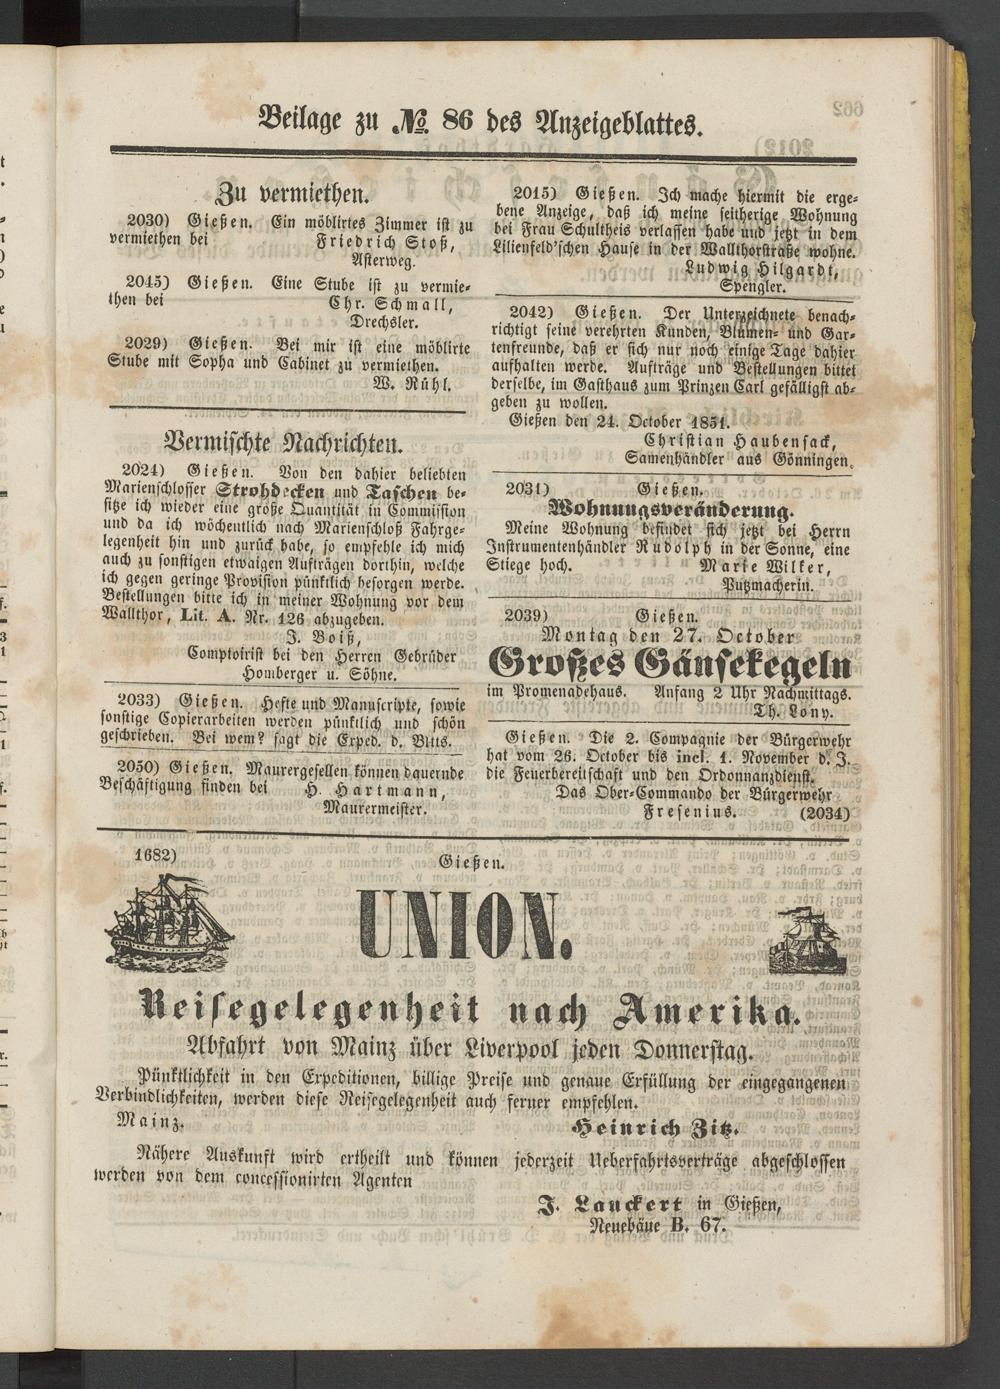 Beilage zu No. 86 des Anzeigeblattes.
Zu vermiethen.
2030) Gießen. Ein möblirtes Zimmer ist zu
vermiethen bei Friedrich Stoß,
Asterweg.
2045) Gießen. Eine Stube ist zu vermie-
then bei Chr. Schmall,
Drechsler.
2029) Gießen. Bei mir ist eine möblirte
Stube mit Sopha und Cabinet zu vermiethen.
W. Rühl.
Vermischte Nachrichten.
2024) Gießen. Von den dahier beliebten
Marienschlosser Strohdecken und Taschen be-
sitze ich wieder eine große Quantität in Commission
und da ich wöchentlich nach Marienschloß Fahrge-
legenheit hin und zurück habe, so empfehle ich mich
auch zu sonstigen etwaigen Aufträgen dorthin, welche
ich gegen geringe Provision pünktlich besorgen werde.
Bestellungen bitte ich in meiner Wohnung vor dem
Wallthor, Lit. A. Nr. 126 abzugeben.
J. Boiß,
Comptoirist bei den Herren Gebrüder
Homberger u. Söhne.
2033) Gießen. Hefte und Manuscripte, sowie
sonstige Copierarbeiten werden pünktlich und schön
geschrieben. Bei wem? sagt die Exped. d. Bltts.
2050) Gießen. Maurergesellen können dauernde
Beschäftigung finden bei H. Hartmann,
Maurermeister.
2015) Gießen. Ich mache hiermit die erge-
bene Anzeige, daß ich meine seitherige Wohnung
bei Frau Schultheis verlassen habe und jetzt in dem
Lilienfeld'schen Hause in der Wallthorstraße wohne.
Ludwig Hilgardt,
Spengler.
2042) Gießen. Der Unterzeichnete benach-
richtigt seine verehrten Kunden, Blumen- und Gar-
tenfreunde, daß er sich nur noch einige Tage dahier
aufhalten werde. Aufträge und Bestellungen bittet
derselbe, im Gasthaus zum Prinzen Carl gefälligst ab-
geben zu wollen.
Gießen den 24. October 1851.
Christian Haubensack,
Samenhändler aus Gönningen.
2031) Gießen.
Wohnungsveränderung.
Meine Wohnung befindet sich jetzt bei Herrn
Instrumentenhändler Rudolph in der Sonne, eine
Stiege hoch. Marie Wilker,
Putzmacherin.
2039) Gießen.
Montag den 27. October
Großes Gänsekegeln
im Promenadehaus. Anfang 2 Uhr Nachmittags.
Th. Lony.
Gießen. Die 2. Compagnie der Bürgerwehr
hat vom 26. October bis incl. 1. November d. J.
die Feuerbereitschaft und den Ordonnanzdienst.
Das Ober-Commando der Bürgerwehr
Fresenius. (2034)
1682) Gießen.
UNION.
Reisegelegenheit nach Amerika.
Abfahrt von Mainz über Liverpool jeden Donnerstag.
Pünktlichkeit in den Expeditionen, billige Preise und genaue Erfüllung der eingegangenen
Verbindlichkeiten, werden diese Reisegelegenheit auch ferner empfehlen.
Mainz. Heinrich Zitz.
Nähere Auskunft wird ertheilt und können jederzeit Ueberfahrtsverträge abgeschlossen
werden von dem concessionirten Agenten
J. Lauckert in Gießen,
Neuebäue B. 67.